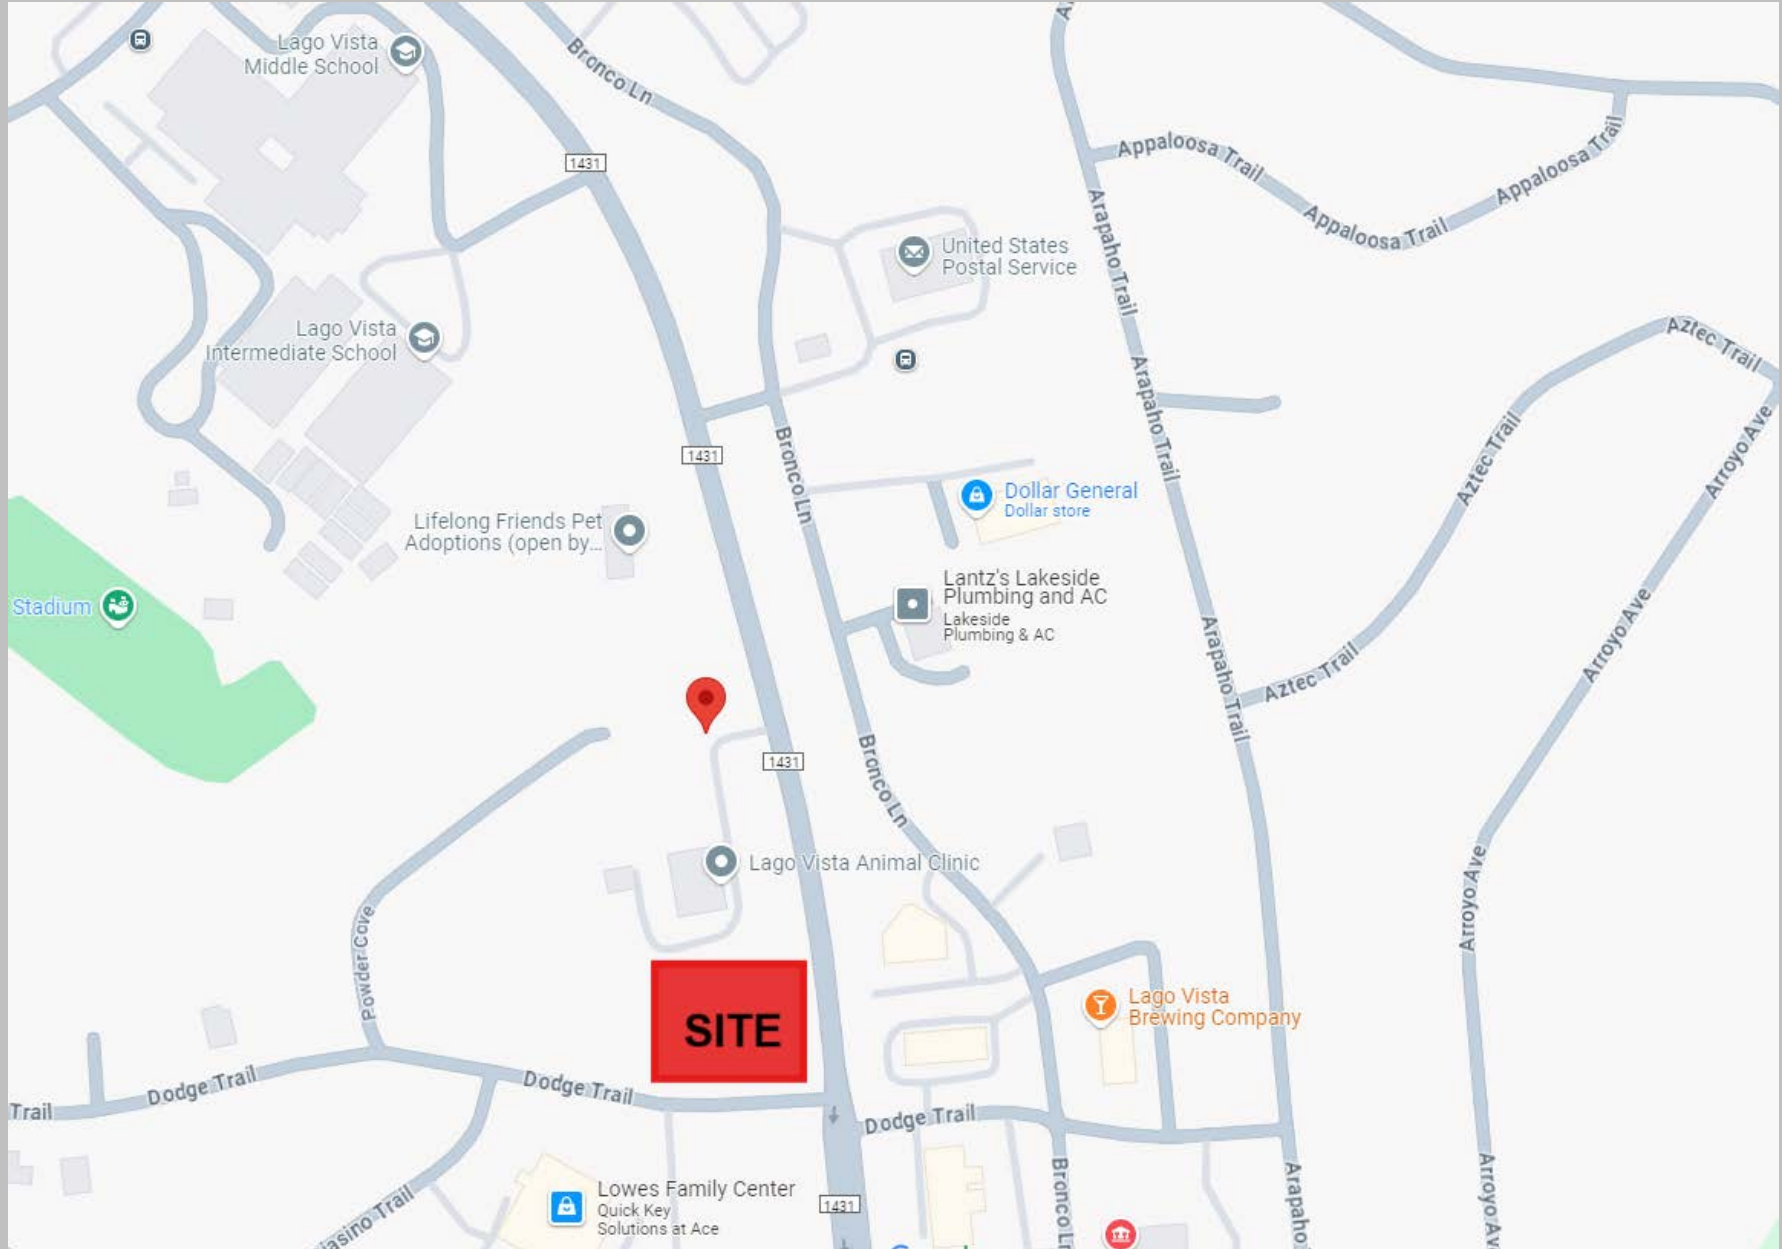 Lago Vista
Middle School
Bronco Ln
1431
Appaloosa Trail
Appaloosa Trail
Appaloosa Trail
Arapaho Trail
United States
Postal Service
Lago Vista
Intermediate School
Aztec Trail
Arapaho Trail
Arroyo Ave
Aztec Trail
1431
Bronco Ln
Dollar General
Dollar store
Lifelong Friends Pet
Adoptions (open by...
Stadium
Lantz's Lakeside
Plumbing and AC
Lakeside
Plumbing & AC
Arroyo Ave
Arapaho Trail
Aztec Trail
1431
Bronco Ln
Lago Vista Animal Clinic
Arroyo Ave
Powder Cove
SITE
Lago Vista
Brewing Company
Dodge Trail
Dodge Trail
Trail
Dodge Trail
Lowes Family Center
Quick Key
Solutions at Ace
1431
Bronco Ln
Arapaho
Arroyo Av
asino Trail